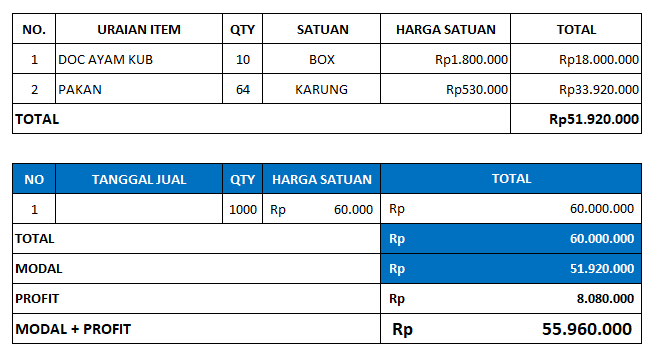 NO. URAIAN ITEM QTY SATUAN HARGA SATUAN TOTAL
1 DOC AYAM KUB 10 BOX Rp1.800.000 Rp18.000.000
2 PAKAN 64 KARUNG Rp530.000 Rp33.920.000
TOTAL Rp51.920.000
NO TANGGAL JUAL QTY HARGA SATUAN TOTAL
1 1000 Rp 60.000 Rp 60.000.000
TOTAL Rp 60.000.000
MODAL Rp 51.920.000
PROFIT Rp 8.080.000
MODAL + PROFIT Rp 55.960.000